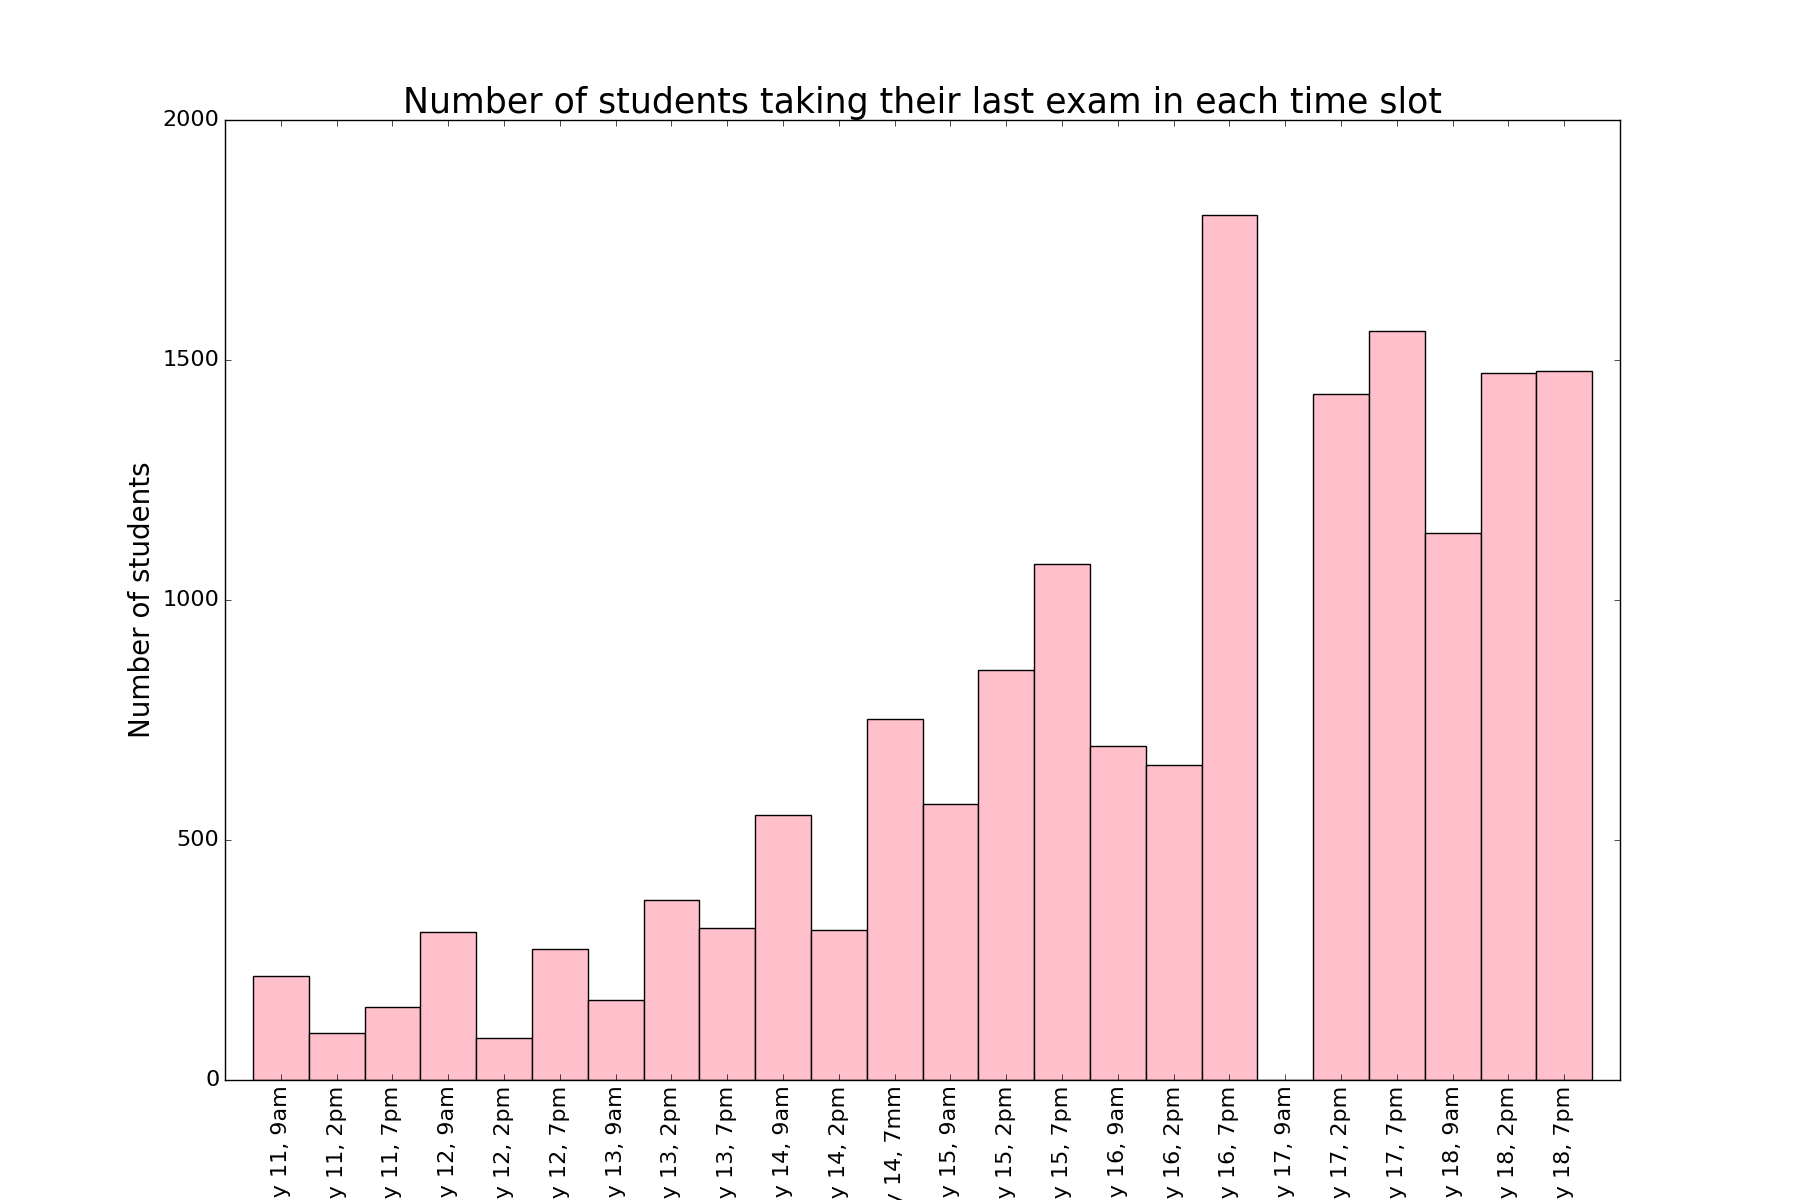 Number of students taking their last exam in each time slot
Number of students
2000
1500
1000
500
0
y 11, 9am
y 11, 2pm
y 11, 7pm
y 12, 9am
y 12, 2pm
y 12, 7pm
y 13, 9am
y 13, 2pm
y 13, 7pm
y 14, 9am
y 14, 2pm
y 14, 7mm
y 15, 9am
y 15, 2pm
y 15, 7pm
y 16, 9am
y 16, 2pm
y 16, 7pm
y 17, 9am
y 17, 2pm
y 17, 7pm
y 18, 9am
y 18, 2pm
y 18, 7pm